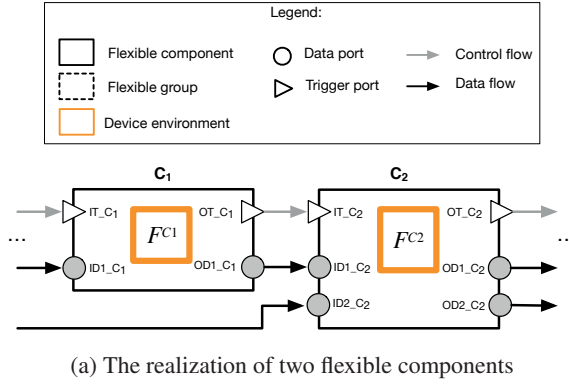 Legend:
Flexible component
Data port
Control flow
Flexible group
Trigger port
Data flow
Device environment
C₁
C₂
IT_C₁
OT_C₁
IT_C₂
OT_C₂
F^{C1}
F^{C2}
...
...
ID1_C₁
OD1_C₁
ID1_C₂
OD1_C₂
ID2_C₂
OD2_C₂
(a) The realization of two flexible components